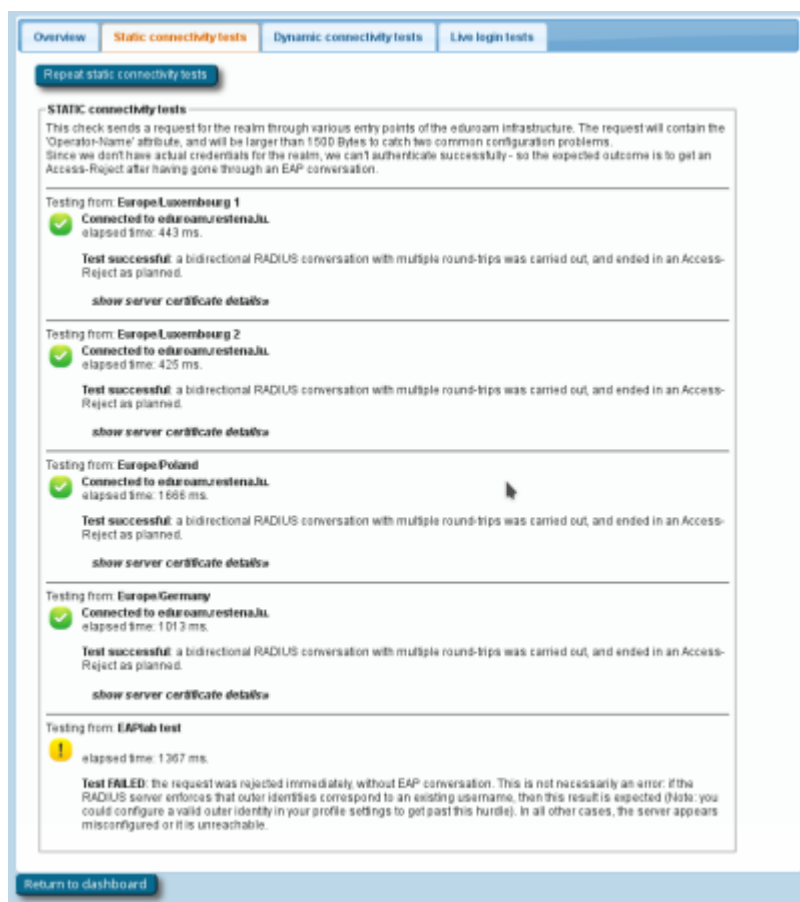 Overview Static connectivity tests Dynamic connectivity tests Live login tests
Repeat static connectivity tests
STATIC connectivity tests
This check sends a request for the realm through various entry points of the eduroam infrastructure. The request will contain the
'Operator-Name' attribute, and will be larger than 1500 Bytes to catch two common configuration problems.
Since we don't have actual credentials for the realm, we can't authenticate successfully - so the expected outcome is to get an
Access-Reject after having gone through an EAP conversation.
Testing from: Europe/Luxembourg 1
Connected to eduroam.restena.lu.
elapsed time: 443 ms.
Test successful: a bidirectional RADIUS conversation with multiple round-trips was carried out, and ended in an Access-
Reject as planned.
show server certificate details»
Testing from: Europe/Luxembourg 2
Connected to eduroam.restena.lu.
elapsed time: 425 ms.
Test successful: a bidirectional RADIUS conversation with multiple round-trips was carried out, and ended in an Access-
Reject as planned.
show server certificate details»
Testing from: Europe/Poland
Connected to eduroam.restena.lu.
elapsed time: 1666 ms.
Test successful: a bidirectional RADIUS conversation with multiple round-trips was carried out, and ended in an Access-
Reject as planned.
show server certificate details»
Testing from: Europe/Germany
Connected to eduroam.restena.lu.
elapsed time: 1013 ms.
Test successful: a bidirectional RADIUS conversation with multiple round-trips was carried out, and ended in an Access-
Reject as planned.
show server certificate details»
Testing from: EAPlab test
elapsed time: 1367 ms.
Test FAILED: the request was rejected immediately, without EAP conversation. This is not necessarily an error: if the
RADIUS server enforces that outer identities correspond to an existing username, then this result is expected (Note: you
could configure a valid outer identity in your profile settings to get past this hurdle). In all other cases, the server appears
misconfigured or it is unreachable.
Return to dashboard